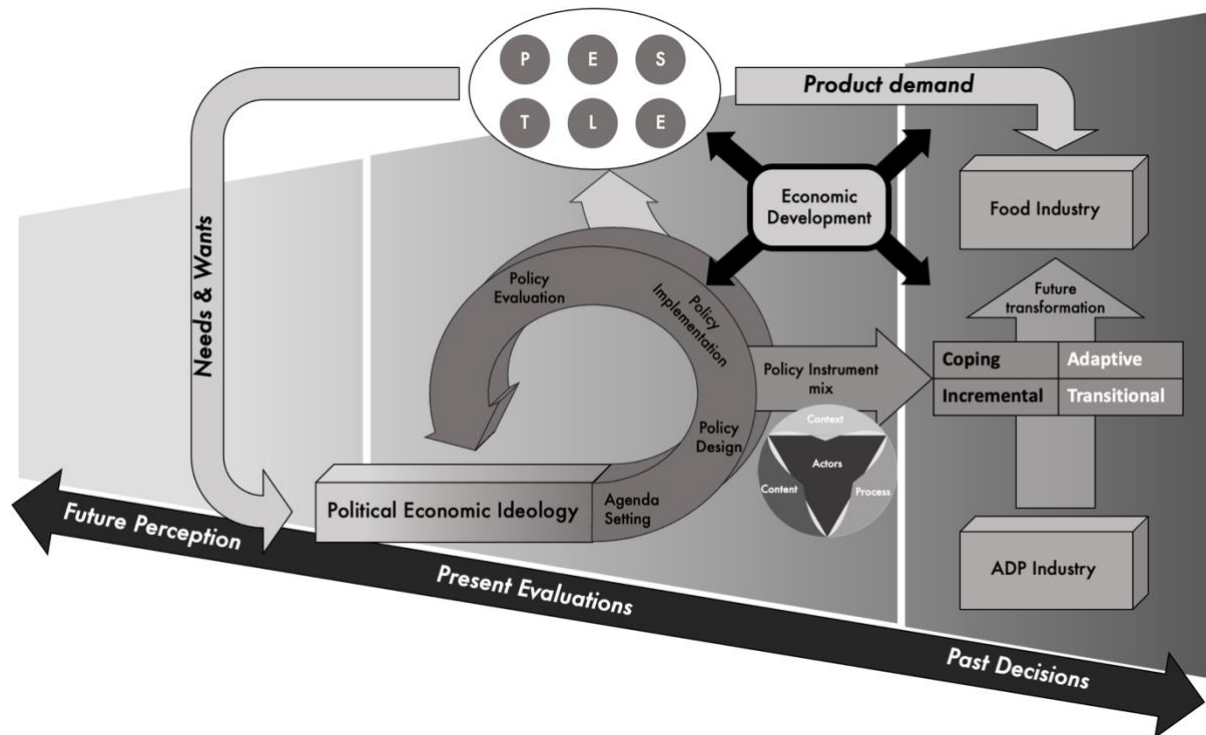 P E S
T L E
Product demand
Needs & Wants
Economic
Development
Food Industry
Future
transformation
Policy
Evaluation
Policy
Implementation
Policy Instrument
mix
Coping
Adaptive
Incremental
Transitional
Context
Actors
Content
Process
Policy
Design
Political Economic Ideology
Agenda
Setting
ADP Industry
Future Perception
Present Evaluations
Past Decisions